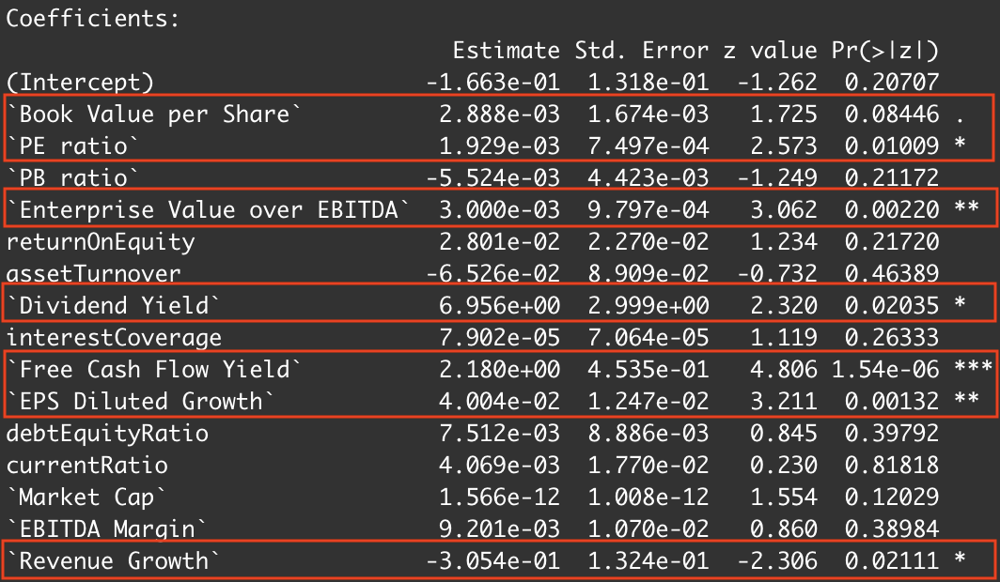 Coefficients:
Estimate Std. Error z value Pr(>|z|)
(Intercept) -1.663e-01 1.318e-01 -1.262 0.20707
`Book Value per Share` 2.888e-03 1.674e-03 1.725 0.08446 .
`PE ratio` 1.929e-03 7.497e-04 2.573 0.01009 *
`PB ratio` -5.524e-03 4.423e-03 -1.249 0.21172
`Enterprise Value over EBITDA` 3.000e-03 9.797e-04 3.062 0.00220 **
returnOnEquity 2.801e-02 2.270e-02 1.234 0.21720
assetTurnover -6.526e-02 8.909e-02 -0.732 0.46389
`Dividend Yield` 6.956e+00 2.999e+00 2.320 0.02035 *
interestCoverage 7.902e-05 7.064e-05 1.119 0.26333
`Free Cash Flow Yield` 2.180e+00 4.535e-01 4.806 1.54e-06 ***
`EPS Diluted Growth` 4.004e-02 1.247e-02 3.211 0.00132 **
debtEquityRatio 7.512e-03 8.886e-03 0.845 0.39792
currentRatio 4.069e-03 1.770e-02 0.230 0.81818
`Market Cap` 1.566e-12 1.008e-12 1.554 0.12029
`EBITDA Margin` 9.201e-03 1.070e-02 0.860 0.38984
`Revenue Growth` -3.054e-01 1.324e-01 -2.306 0.02111 *